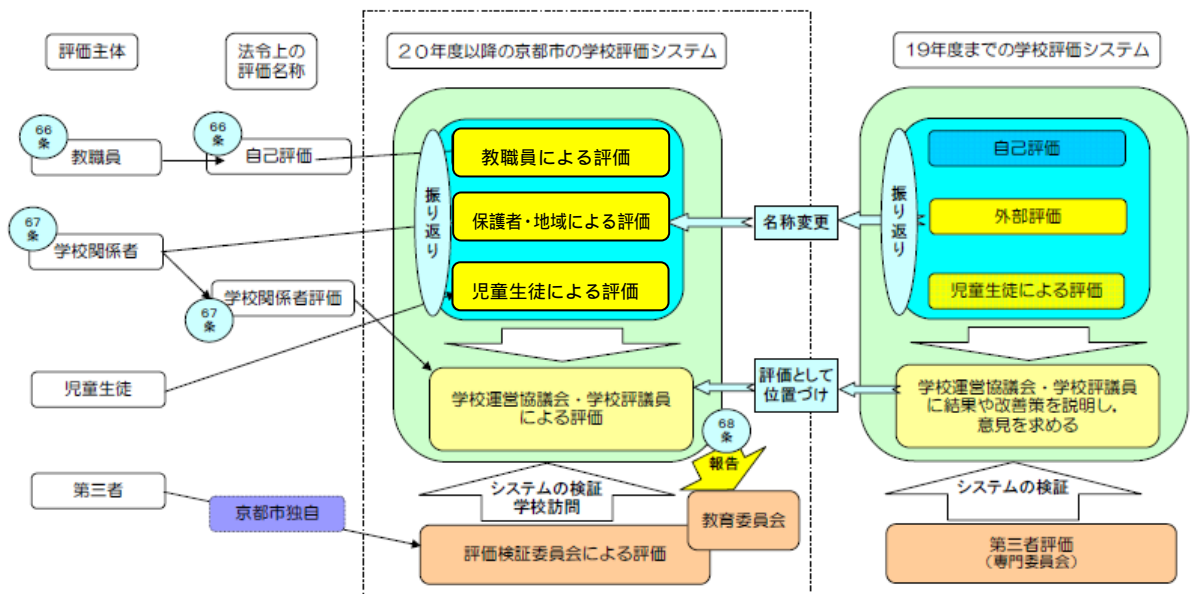 評価主体
法令上の
評価名称
20年度以降の京都市の学校評価システム
19年度までの学校評価システム
66
条
教職員
66
条
自己評価
67
条
学校関係者
学校関係者評価
67
条
児童生徒
第三者
京都市独自
振り返り
教職員による評価
保護者・地域による評価
児童生徒による評価
学校運営協議会・学校評議員
による評価
システムの検証
学校訪問
評価検証委員会による評価
68
条
報告
教育委員会
名称変更
評価として
位置づけ
振り返り
自己評価
外部評価
児童生徒による評価
学校運営協議会・学校評議員
に結果や改善策を説明し,
意見を求める
システムの検証
第三者評価
(専門委員会)